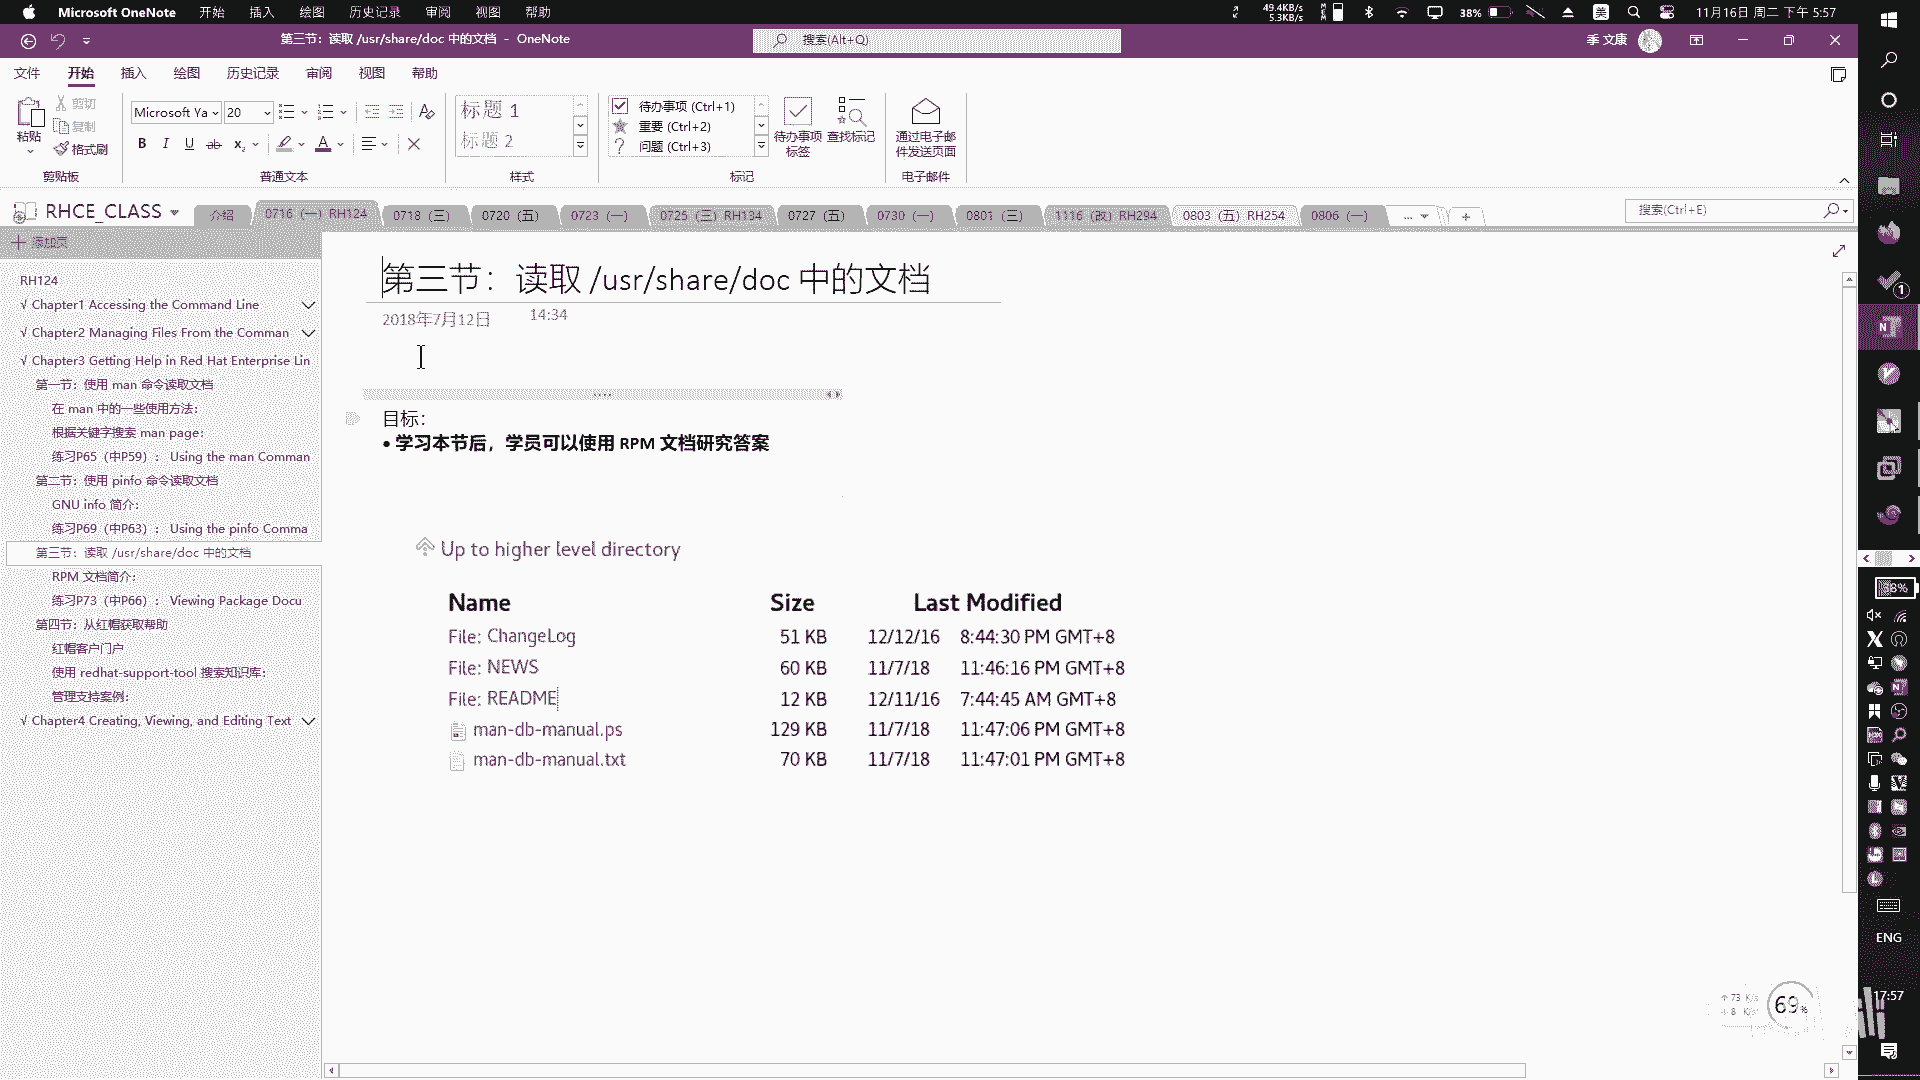 Microsoft OneNote 开始 插入 绘图 历史记录 审阅 视图 帮助
49.4KB/s
5.3KB/s
38%
美
11月16日 周二 下午 5:57
第三节：读取 /usr/share/doc 中的文档 - OneNote
搜索(Alt+Q)
季 文康
文件 开始 插入 绘图 历史记录 审阅 视图 帮助
粘贴
剪切
复制
格式刷
剪贴板
Microsoft Ya 20
普通文本
标题 1
标题 2
样式
待办事项 (Ctrl+1)
重要 (Ctrl+2)
问题 (Ctrl+3)
待办事项标签
查找标记
标记
通过电子邮件发送页面
电子邮件
RHCE_CLASS
介绍 0716（一）RH124 0718（三） 0720（五） 0723（一） 0725（三）RH134 0727（五） 0730（一） 0801（三） 1116（改）RH294 0803（五）RH254 0806（一） ...
搜索(Ctrl+E)
添加页
RH124
√ Chapter1 Accessing the Command Line
√ Chapter2 Managing Files From the Comman
√ Chapter3 Getting Help in Red Hat Enterprise Lin
第一节：使用 man 命令读取文档
在 man 中的一些使用方法：
根据关键字搜索 man page：
练习P65（中P59）： Using the man Comman
第二节：使用 pinfo 命令读取文档
GNU info 简介：
练习P69（中P63）： Using the pinfo Comma
第三节：读取 /usr/share/doc 中的文档
RPM 文档简介：
练习P73（中P66）： Viewing Package Docu
第四节：从红帽获取帮助
红帽客户门户
使用 redhat-support-tool 搜索知识库：
管理支持案例：
√ Chapter4 Creating, Viewing, and Editing Text
第三节：读取 /usr/share/doc 中的文档
2018年7月12日 14:34
目标：
• 学习本节后，学员可以使用 RPM 文档研究答案
Up to higher level directory
Name Size Last Modified
File: ChangeLog 51 KB 12/12/16 8:44:30 PM GMT+8
File: NEWS 60 KB 11/7/18 11:46:16 PM GMT+8
File: README 12 KB 12/11/16 7:44:45 AM GMT+8
man-db-manual.ps 129 KB 11/7/18 11:47:06 PM GMT+8
man-db-manual.txt 70 KB 11/7/18 11:47:01 PM GMT+8
38%
ENG
73 K/s
8 K/s
69%
17:57